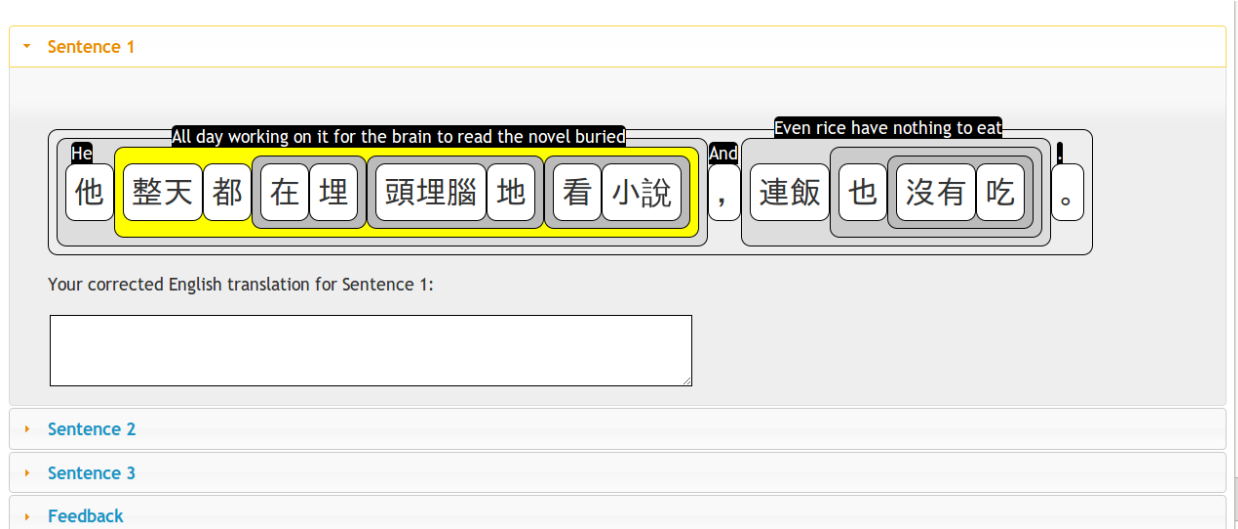 Sentence 1
All day working on it for the brain to read the novel buried
Even rice have nothing to eat
He
And
.
他 整天 都 在 埋 頭埋腦 地 看 小說 , 連飯 也 沒有 吃 。
Your corrected English translation for Sentence 1:
Sentence 2
Sentence 3
Feedback